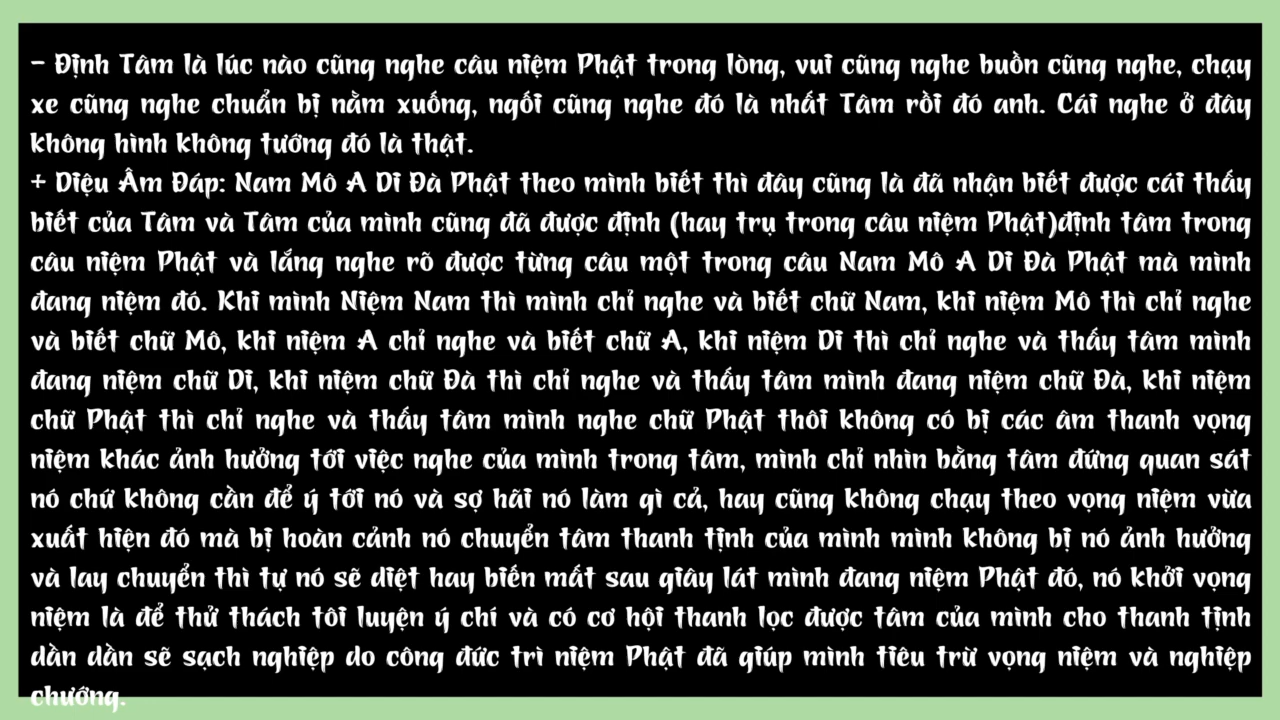 – Định Tâm là lúc nào cũng nghe câu niệm Phật trong lòng, vui cũng nghe buồn cũng nghe, chạy
xe cũng nghe chuẩn bị nằm xuống, ngối cũng nghe đó là nhất Tâm rồi đó anh. Cái nghe ở đây
không hình không tướng đó là thật.
+ Diệu Âm Đáp: Nam Mô A Di Đà Phật theo mình biết thì đây cũng là đã nhận biết được cái thấy
biết của Tâm và Tâm của mình cũng đã được định (hay trụ trong câu niệm Phật)định tâm trong
câu niệm Phật và lắng nghe rõ được từng câu một trong câu Nam Mô A Di Đà Phật mà mình
đang niệm đó. Khi mình Niệm Nam thì mình chỉ nghe và biết chữ Nam, khi niệm Mô thì chỉ nghe
và biết chữ Mô, khi niệm A chỉ nghe và biết chữ A, khi niệm Di thì chỉ nghe và thấy tâm mình
đang niệm chữ Di, khi niệm chữ Đà thì chỉ nghe và thấy tâm mình đang niệm chữ Đà, khi niệm
chữ Phật thì chỉ nghe và thấy tâm mình nghe chữ Phật thôi không có bị các âm thanh vọng
niệm khác ảnh hưởng tới việc nghe của mình trong tâm, mình chỉ nhìn bằng tâm đứng quan sát
nó chứ không cần để ý tới nó và sợ hãi nó làm gì cả, hay cũng không chạy theo vọng niệm vừa
xuất hiện đó mà bị hoàn cảnh nó chuyển tâm thanh tịnh của mình mình không bị nó ảnh hưởng
và lay chuyển thì tự nó sẽ diệt hay biến mất sau giây lát mình đang niệm Phật đó, nó khởi vọng
niệm là để thử thách tôi luyện ý chí và có cơ hội thanh lọc được tâm của mình cho thanh tịnh
dần dần sẽ sạch nghiệp do công đức trì niệm Phật đã giúp mình tiêu trừ vọng niệm và nghiệp
chướng.